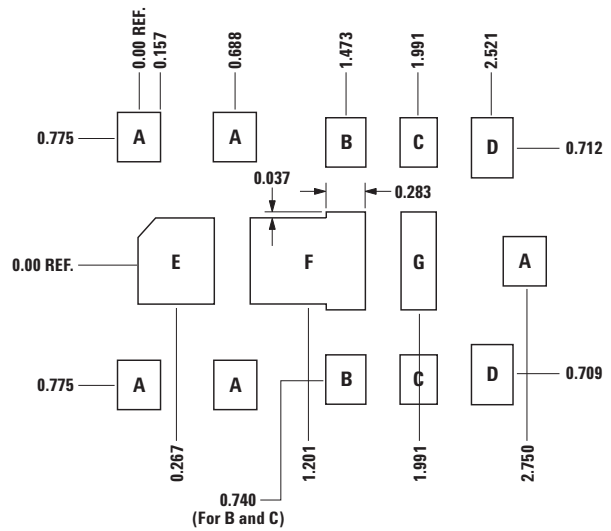 0.00 REF.
0.157
0.688
1.473
1.991
2.521
0.775
A
A
B
C
D
0.712
0.037
0.283
0.00 REF.
E
F
G
A
0.775
A
A
B
C
D
0.709
0.267
1.201
1.991
2.750
0.740
(For B and C)